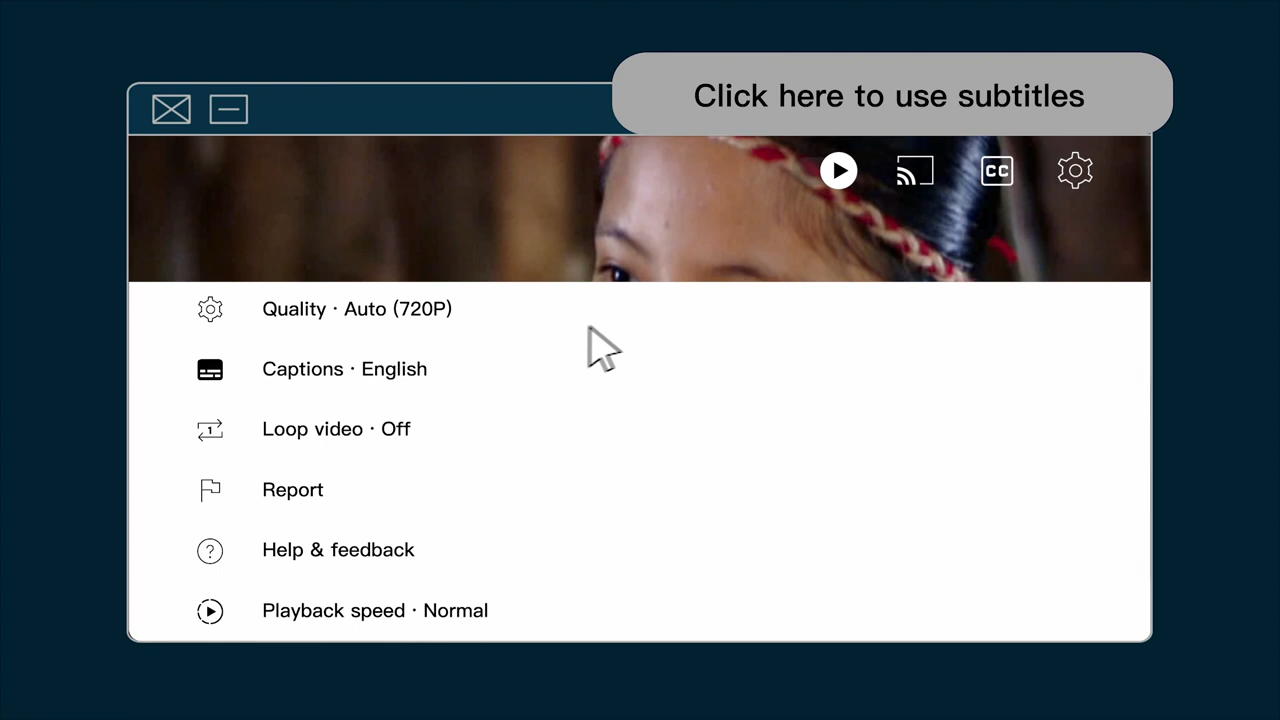 Click here to use subtitles
CC
Quality · Auto (720P)
Captions · English
1
Loop video · Off
Report
?
Help & feedback
Playback speed · Normal